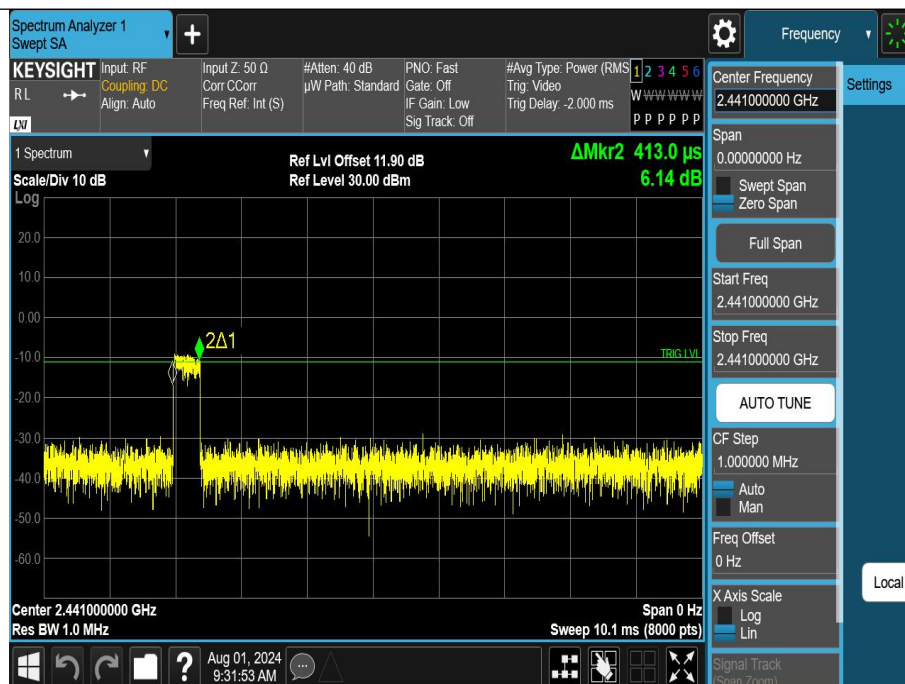 Spectrum Analyzer 1
Swept SA
Frequency
KEYSIGHT
RL
LXI
Input: RF
Coupling: DC
Align: Auto
Input Z: 50 Ω
Corr CCorr
Freq Ref: Int (S)
#Atten: 40 dB
µW Path: Standard
PNO: Fast
Gate: Off
IF Gain: Low
Sig Track: Off
#Avg Type: Power (RMS
Trig: Video
Trig Delay: -2.000 ms
1 2 3 4 5 6
W W W W W W
P P P P P P
1 Spectrum
Scale/Div 10 dB
Ref Lvl Offset 11.90 dB
Ref Level 30.00 dBm
ΔMkr2 413.0 µs
6.14 dB
Log
20.0
10.0
0.00
-10.0
-20.0
-30.0
-40.0
-50.0
-60.0
2Δ1
TRIG LVL
Center 2.441000000 GHz
Res BW 1.0 MHz
Span 0 Hz
Sweep 10.1 ms (8000 pts)
Aug 01, 2024
9:31:53 AM
Center Frequency
2.441000000 GHz
Span
0.00000000 Hz
Swept Span
Zero Span
Full Span
Start Freq
2.441000000 GHz
Stop Freq
2.441000000 GHz
AUTO TUNE
CF Step
1.000000 MHz
Auto
Man
Freq Offset
0 Hz
X Axis Scale
Log
Lin
Signal Track
(Span Zoom)
Settings
Local